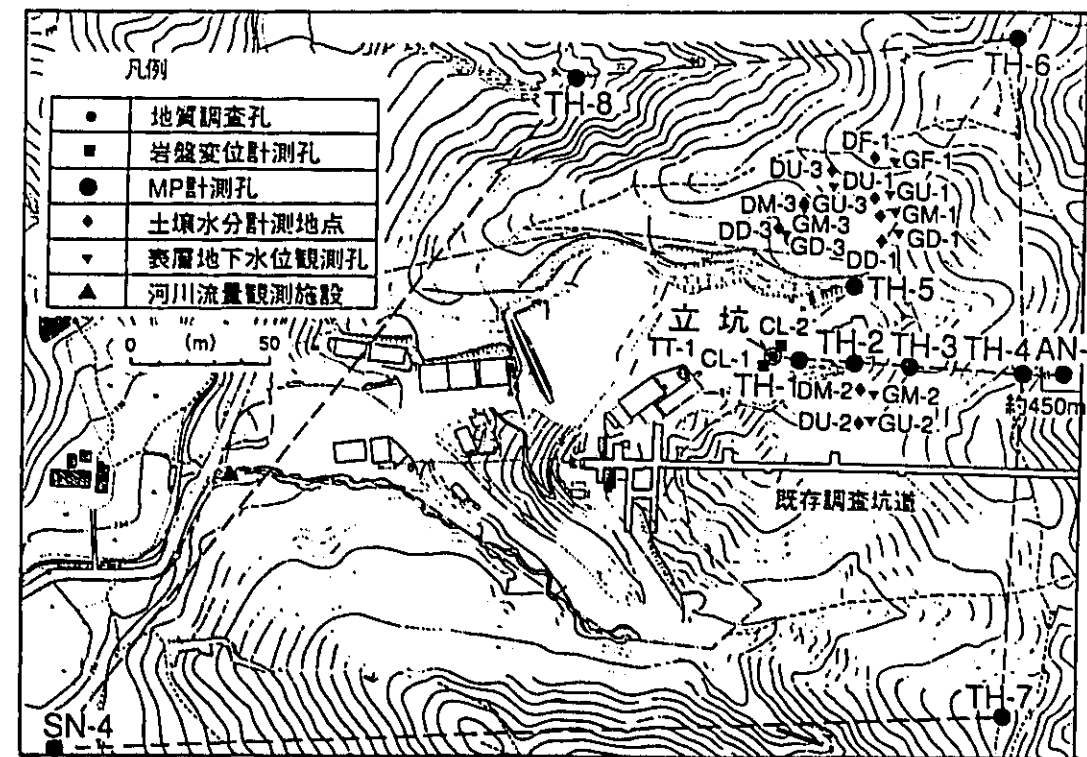 凡例
地質調査孔
岩盤変位計測孔
MP計測孔
土壌水分計測地点
表層地下水位観測孔
河川流量観測施設
0 (m) 50
TH-8
TH-6
DF-1
GF-1
DU-3
DU-1
GU-1
DM-3
GU-3
GM-1
DD-3
GM-3
GD-1
GD-3
DD-1
TH-5
立坑
CL-2
TT-1
CL-1
TH-1
TH-2
TH-3
TH-4
AN-
約450m
DM-2
GM-2
DU-2
GU-2
既存調査坑道
SN-4
TH-7